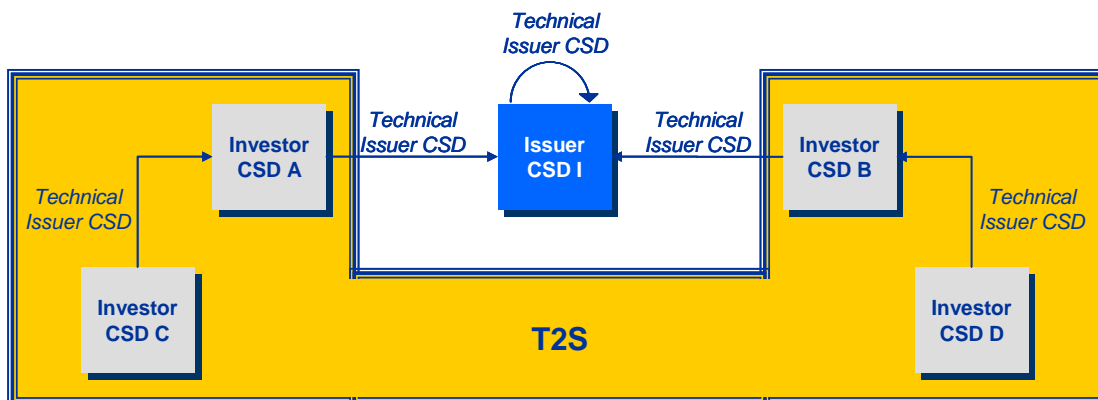 Technical
Issuer CSD
Investor
CSD A
Technical
Issuer CSD
Issuer
CSD I
Technical
Issuer CSD
Investor
CSD B
Technical
Issuer CSD
Technical
Issuer CSD
Investor
CSD C
T2S
Investor
CSD D